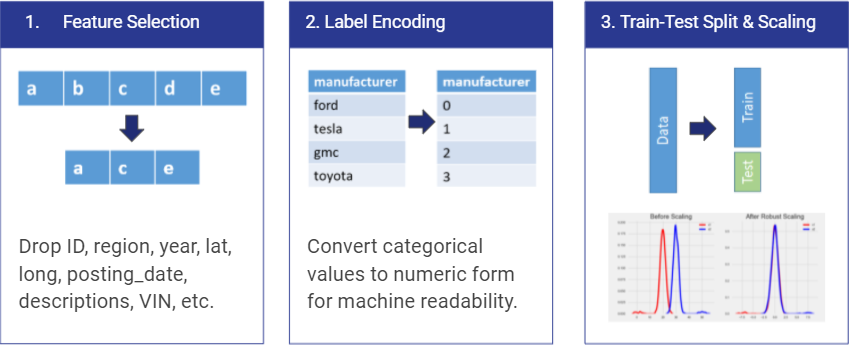 1. Feature Selection
a b c d e
a c e
Drop ID, region, year, lat,
long, posting_date,
descriptions, VIN, etc.
2. Label Encoding
manufacturer manufacturer
ford 0
tesla 1
gmc 2
toyota 3
Convert categorical
values to numeric form
for machine readability.
3. Train-Test Split & Scaling
Data
Train
Test
Before Scaling
After Robust Scaling